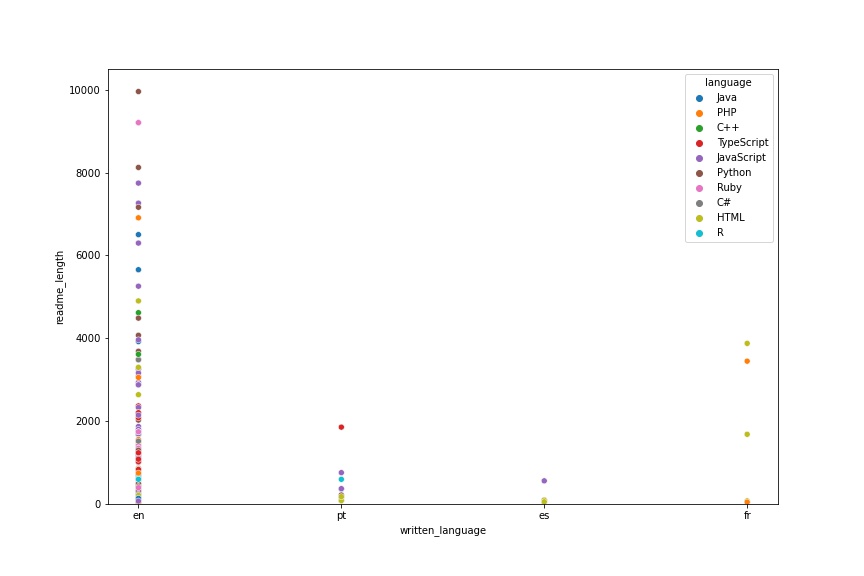 language
Java
PHP
C++
TypeScript
JavaScript
Python
Ruby
C#
HTML
R
10000
8000
6000
4000
2000
0
readme_length
en pt es fr
written_language